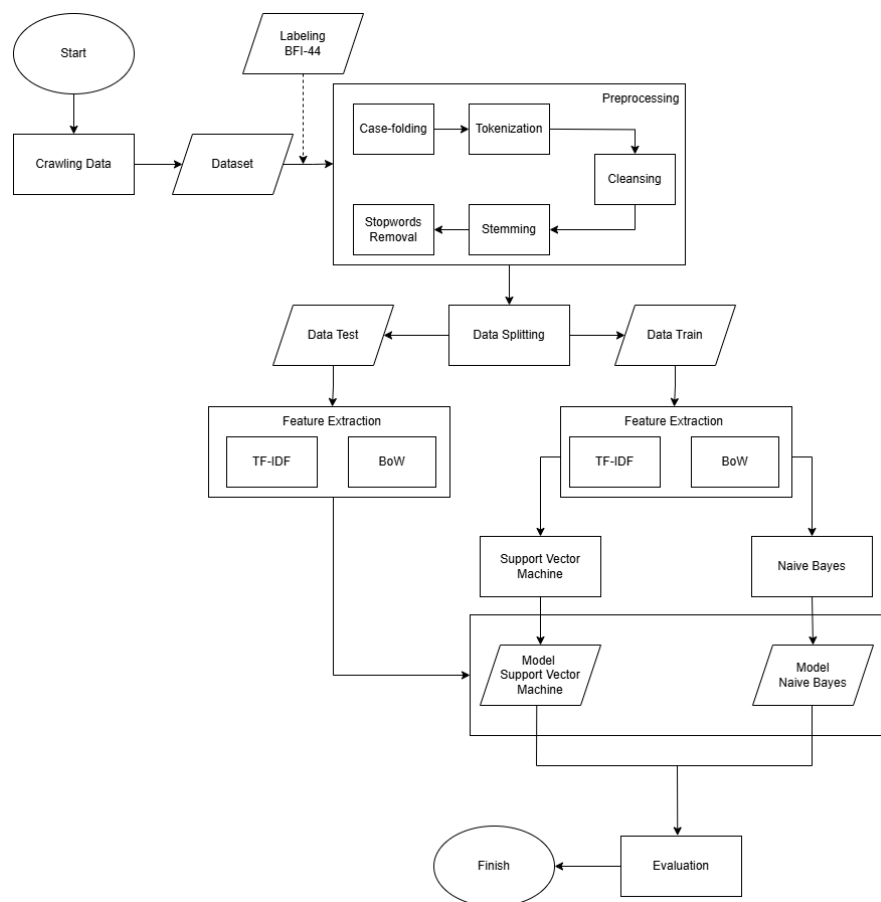 Start
Labeling
BFI-44
Crawling Data
Dataset
Preprocessing
Case-folding
Tokenization
Cleansing
Stopwords
Removal
Stemming
Data Test
Data Splitting
Data Train
Feature Extraction
TF-IDF
BoW
Feature Extraction
TF-IDF
BoW
Support Vector
Machine
Naive Bayes
Model
Support Vector
Machine
Model
Naive Bayes
Finish
Evaluation